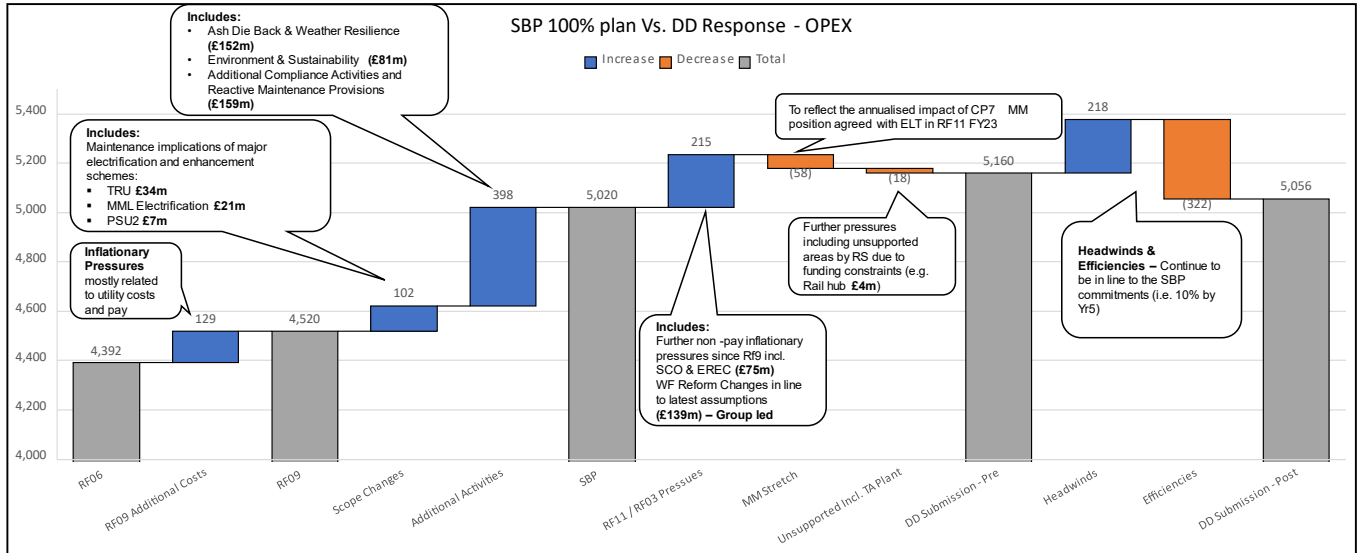 SBP 100% plan Vs. DD Response - OPEX
Increase Decrease Total
Includes:
• Ash Die Back & Weather Resilience
(£152m)
• Environment & Sustainability (£81m)
• Additional Compliance Activities and
Reactive Maintenance Provisions
(£159m)
Includes:
Maintenance implications of major
electrification and enhancement
schemes:
▪ TRU £34m
▪ MML Electrification £21m
▪ PSU2 £7m
Inflationary
Pressures
mostly related
to utility costs
and pay
To reflect the annualised impact of CP7 MM
position agreed with ELT in RF11 FY23
Further pressures
including unsupported
areas by RS due to
funding constraints (e.g.
Rail hub £4m)
Includes:
Further non -pay inflationary
pressures since Rf9 incl.
SCO & EREC (£75m)
WF Reform Changes in line
to latest assumptions
(£139m) – Group led
Headwinds &
Efficiencies – Continue to
be in line to the SBP
commitments (i.e. 10% by
Yr5)
5,400
5,200
5,000
4,800
4,600
4,400
4,200
4,000
4,392
129
4,520
102
398
5,020
215
(58)
(18)
5,160
218
(322)
5,056
RF06
RF09 Additional Costs
RF09
Scope Changes
Additional Activities
SBP
RF11 / RF03 Pressues
MM Stretch
Unsupported Incl. TA Plant
DD Submission - Pre
Headwinds
Efficiencies
DD Submission - Post